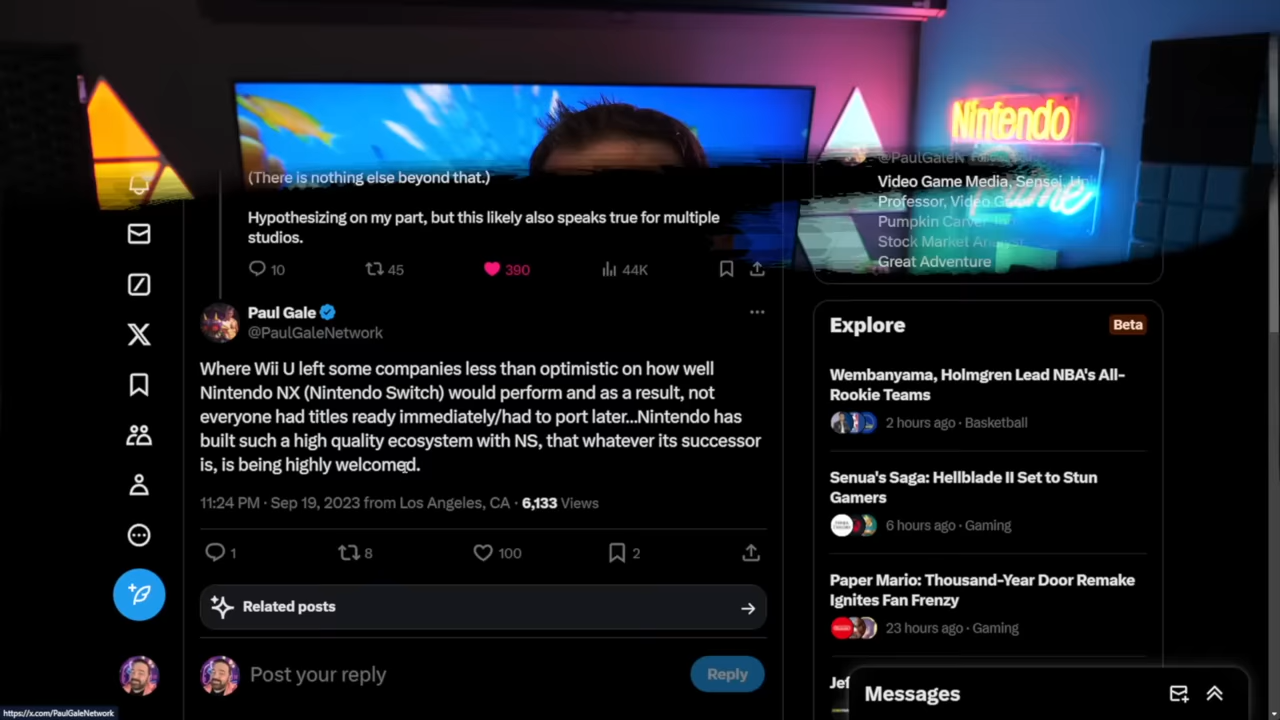 Nintendo
(There is nothing else beyond that.)
Hypothesizing on my part, but this likely also speaks true for multiple
studios.
10
45
390
44K
@PaulGaleN
Video Game Media, Sensei,
Professor, Video
Pumpkin Carver
Stock Market
Great Adventure
Paul Gale
@PaulGaleNetwork
Where Wii U left some companies less than optimistic on how well
Nintendo NX (Nintendo Switch) would perform and as a result, not
everyone had titles ready immediately/had to port later...Nintendo has
built such a high quality ecosystem with NS, that whatever its successor
is, is being highly welcomed.
11:24 PM · Sep 19, 2023 from Los Angeles, CA · 6,133 Views
1
8
100
2
Related posts
Post your reply
Reply
Explore
Beta
Wembanyama, Holmgren Lead NBA's All-
Rookie Teams
2 hours ago · Basketball
Senua's Saga: Hellblade II Set to Stun
Gamers
6 hours ago · Gaming
Paper Mario: Thousand-Year Door Remake
Ignites Fan Frenzy
23 hours ago · Gaming
Messages
https://x.com/PaulGaleNetwork